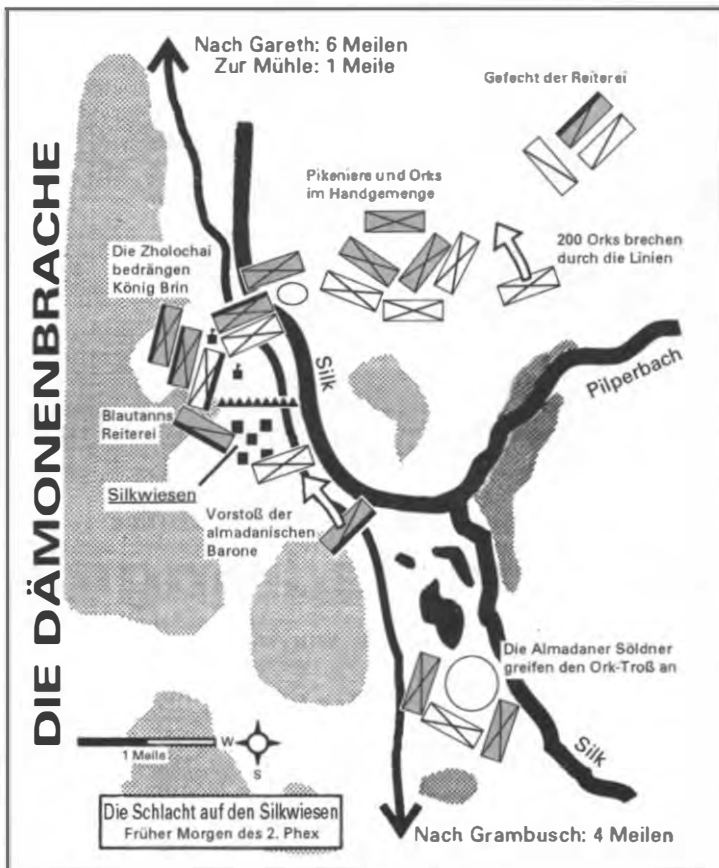 DIE DÄMONENBRACHE
Nach Gareth: 6 Meilen
Zur Mühle: 1 Meile
Gefecht der Reiterei
Pikeniere und Orks
im Handgemenge
Die Zholochai
bedrängen
König Brin
200 Orks brechen
durch die Linien
Silk
Pilperbach
Blautanns
Reiterei
Silkwiesen
Vorstoß der
almadanischen
Barone
Die Almadaner Söldner
greifen den Ork-Troß an
W
S
1 Meile
Silk
Die Schlacht auf den Silkwiesen
Früher Morgen des 2. Phex
Nach Grambusch: 4 Meilen